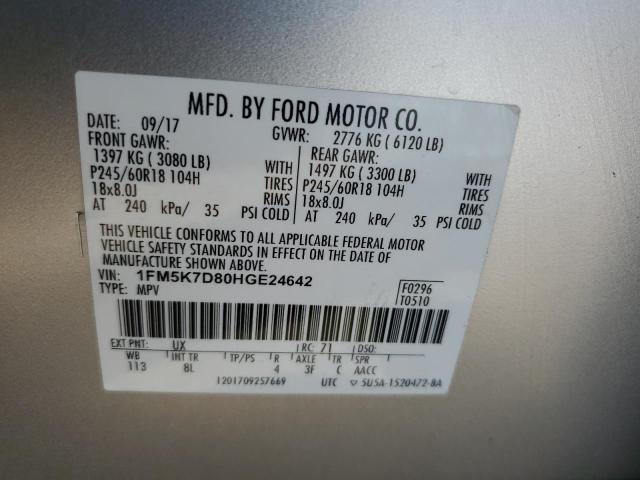 MFD. BY FORD MOTOR CO.
DATE: 09/17 GVWR: 2776 KG ( 6120 LB)
FRONT GAWR: REAR GAWR:
1397 KG ( 3080 LB) WITH 1497 KG ( 3300 LB) WITH
P245/60R18 104H TIRES P245/60R18 104H TIRES
18x8.0J RIMS 18x8.0J RIMS
AT 240 kPa/ 35 PSI COLD AT 240 kPa/ 35 PSI COLD
THIS VEHICLE CONFORMS TO ALL APPLICABLE FEDERAL MOTOR
VEHICLE SAFETY STANDARDS IN EFFECT ON THE DATE OF
MANUFACTURE SHOWN ABOVE.
VIN: 1FM5K7D80HGE24642 F0296
TYPE: MPV T0510
EXT PNT: UX RC: 71 DSO:
WB INT TR TP/PS R AXLE TR SPR
113 8L 4 3F C AACC
1201709257669 UTC ▽ 5U5A-1520472-BA